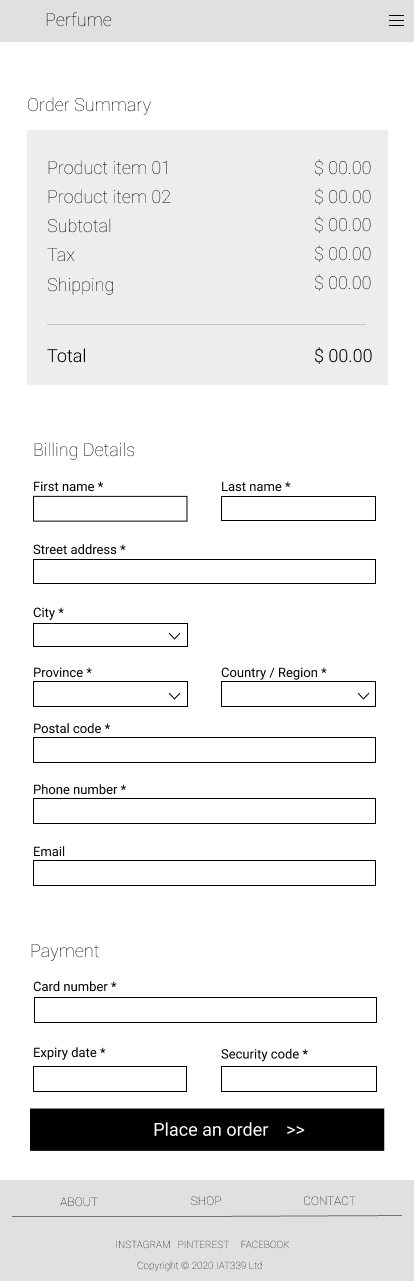 Perfume
Order Summary
Product item 01 $ 00.00
Product item 02 $ 00.00
Subtotal $ 00.00
Tax $ 00.00
Shipping $ 00.00
Total $ 00.00
Billing Details
First name * Last name *
Street address *
City *
Province * Country / Region *
Postal code *
Phone number *
Email
Payment
Card number *
Expiry date * Security code *
Place an order >>
ABOUT SHOP CONTACT
INSTAGRAM PINTEREST FACEBOOK
Copyright © 2020 IAT339 Ltd